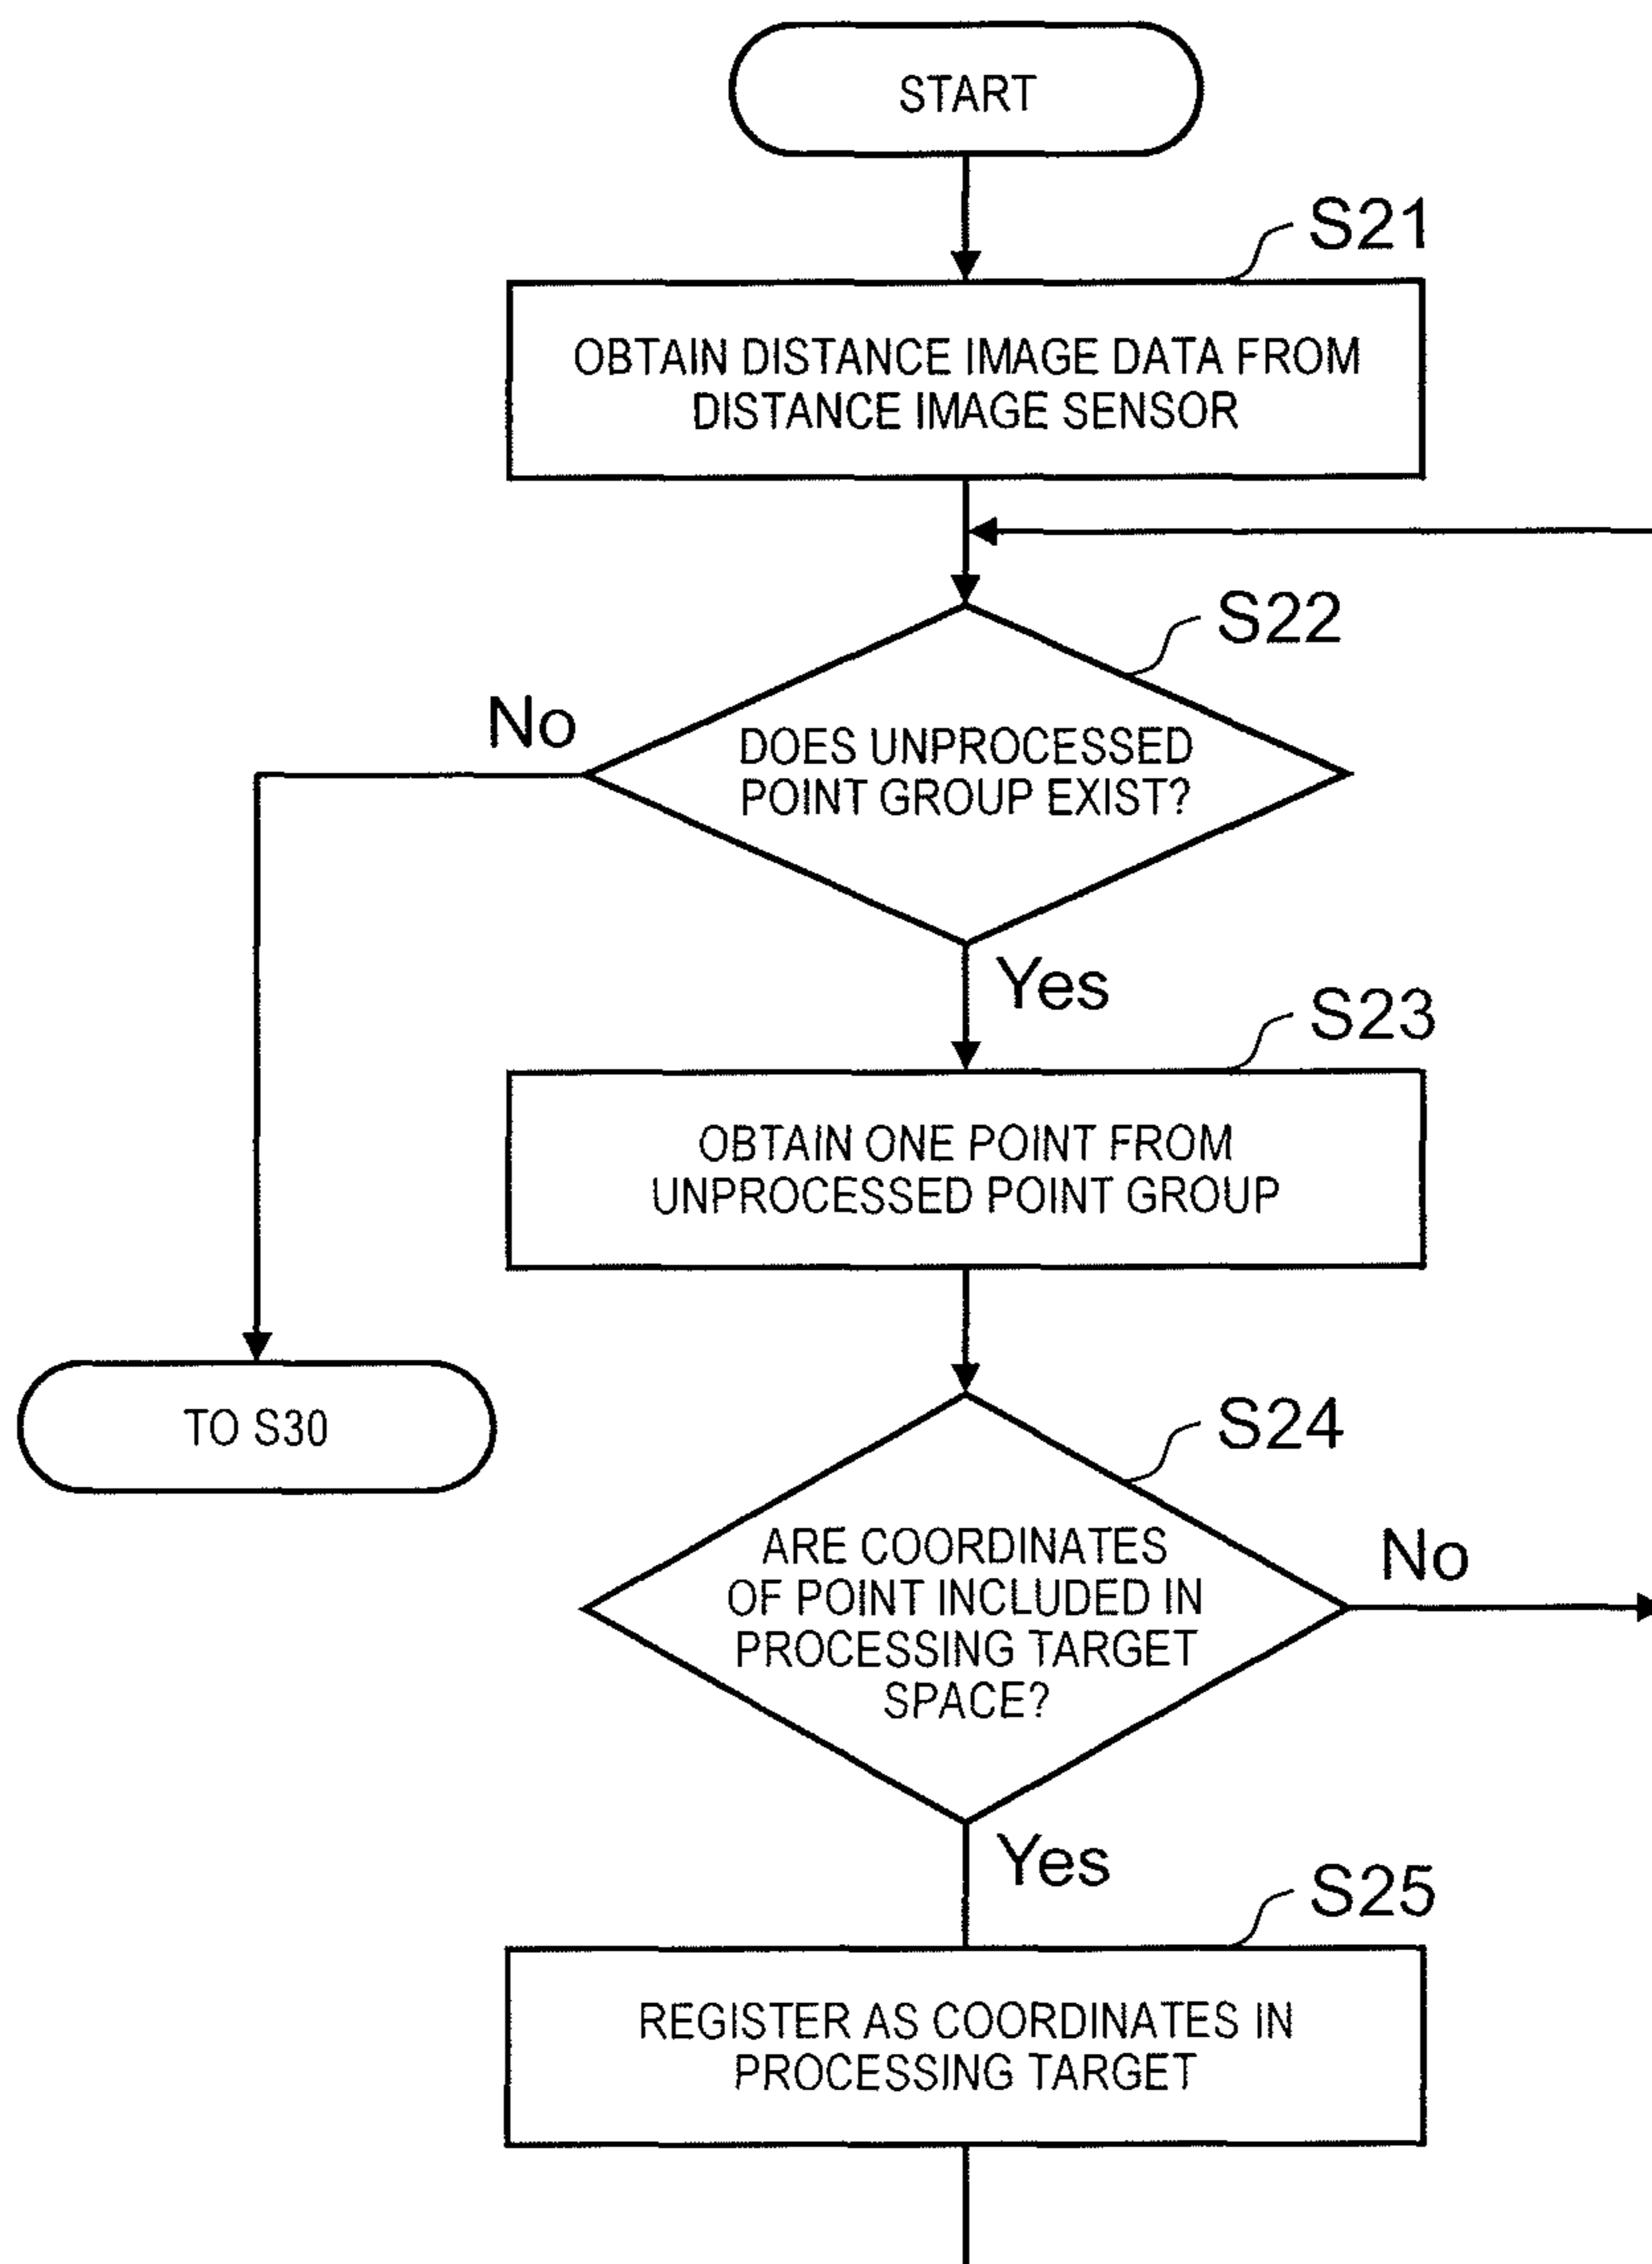 START
S21
OBTAIN DISTANCE IMAGE DATA FROM
DISTANCE IMAGE SENSOR
S22
No
DOES UNPROCESSED
POINT GROUP EXIST?
Yes
S23
OBTAIN ONE POINT FROM
UNPROCESSED POINT GROUP
TO S30
S24
ARE COORDINATES
OF POINT INCLUDED IN
PROCESSING TARGET
SPACE?
No
Yes
S25
REGISTER AS COORDINATES IN
PROCESSING TARGET